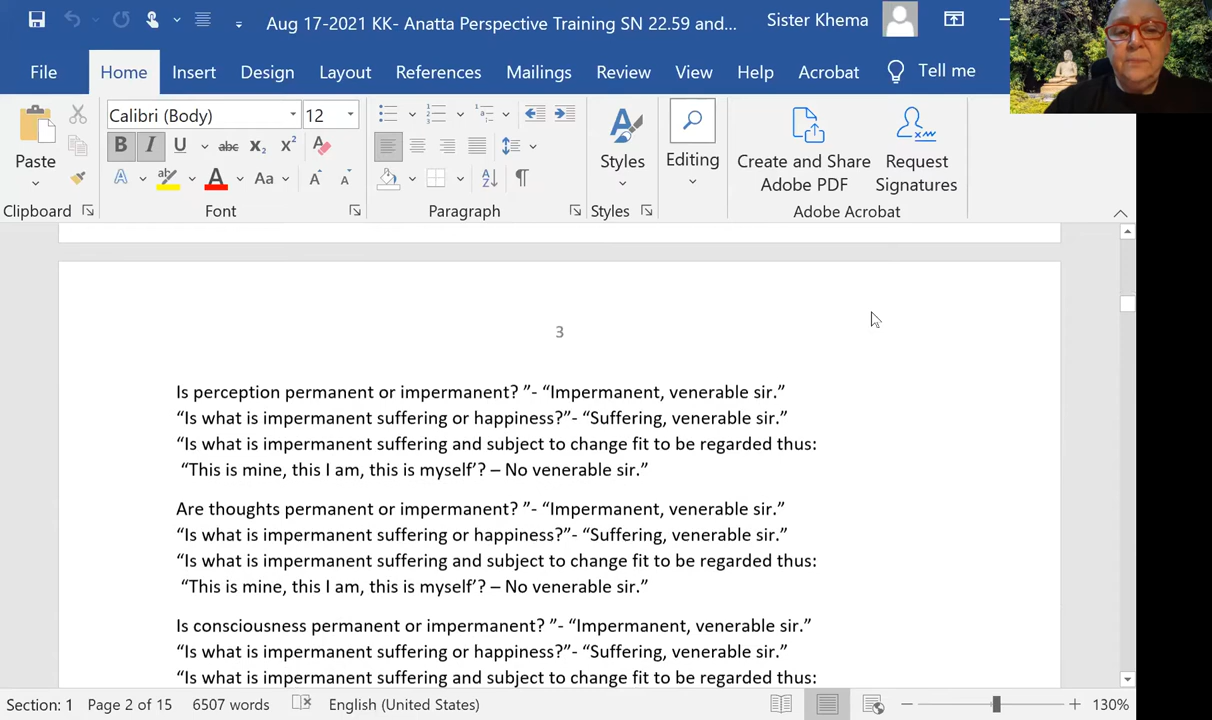 Aug 17-2021 KK- Anatta Perspective Training SN 22.59 and...
Sister Khema
File
Home
Insert
Design
Layout
References
Mailings
Review
View
Help
Acrobat
Tell me
Paste
Calibri (Body)
12
B
I
U
abc
x₂
x²
A
A
A
Aa
A
A
Styles
Editing
Create and Share
Adobe PDF
Request
Signatures
Clipboard
Font
Paragraph
Styles
Adobe Acrobat
3
Is perception permanent or impermanent? ”- “Impermanent, venerable sir.”
“Is what is impermanent suffering or happiness?”- “Suffering, venerable sir.”
“Is what is impermanent suffering and subject to change fit to be regarded thus:
“This is mine, this I am, this is myself’? – No venerable sir.”
Are thoughts permanent or impermanent? ”- “Impermanent, venerable sir.”
“Is what is impermanent suffering or happiness?”- “Suffering, venerable sir.”
“Is what is impermanent suffering and subject to change fit to be regarded thus:
“This is mine, this I am, this is myself’? – No venerable sir.”
Is consciousness permanent or impermanent? ”- “Impermanent, venerable sir.”
“Is what is impermanent suffering or happiness?”- “Suffering, venerable sir.”
“Is what is impermanent suffering and subject to change fit to be regarded thus:
Section: 1
Page 2 of 15
6507 words
English (United States)
130%